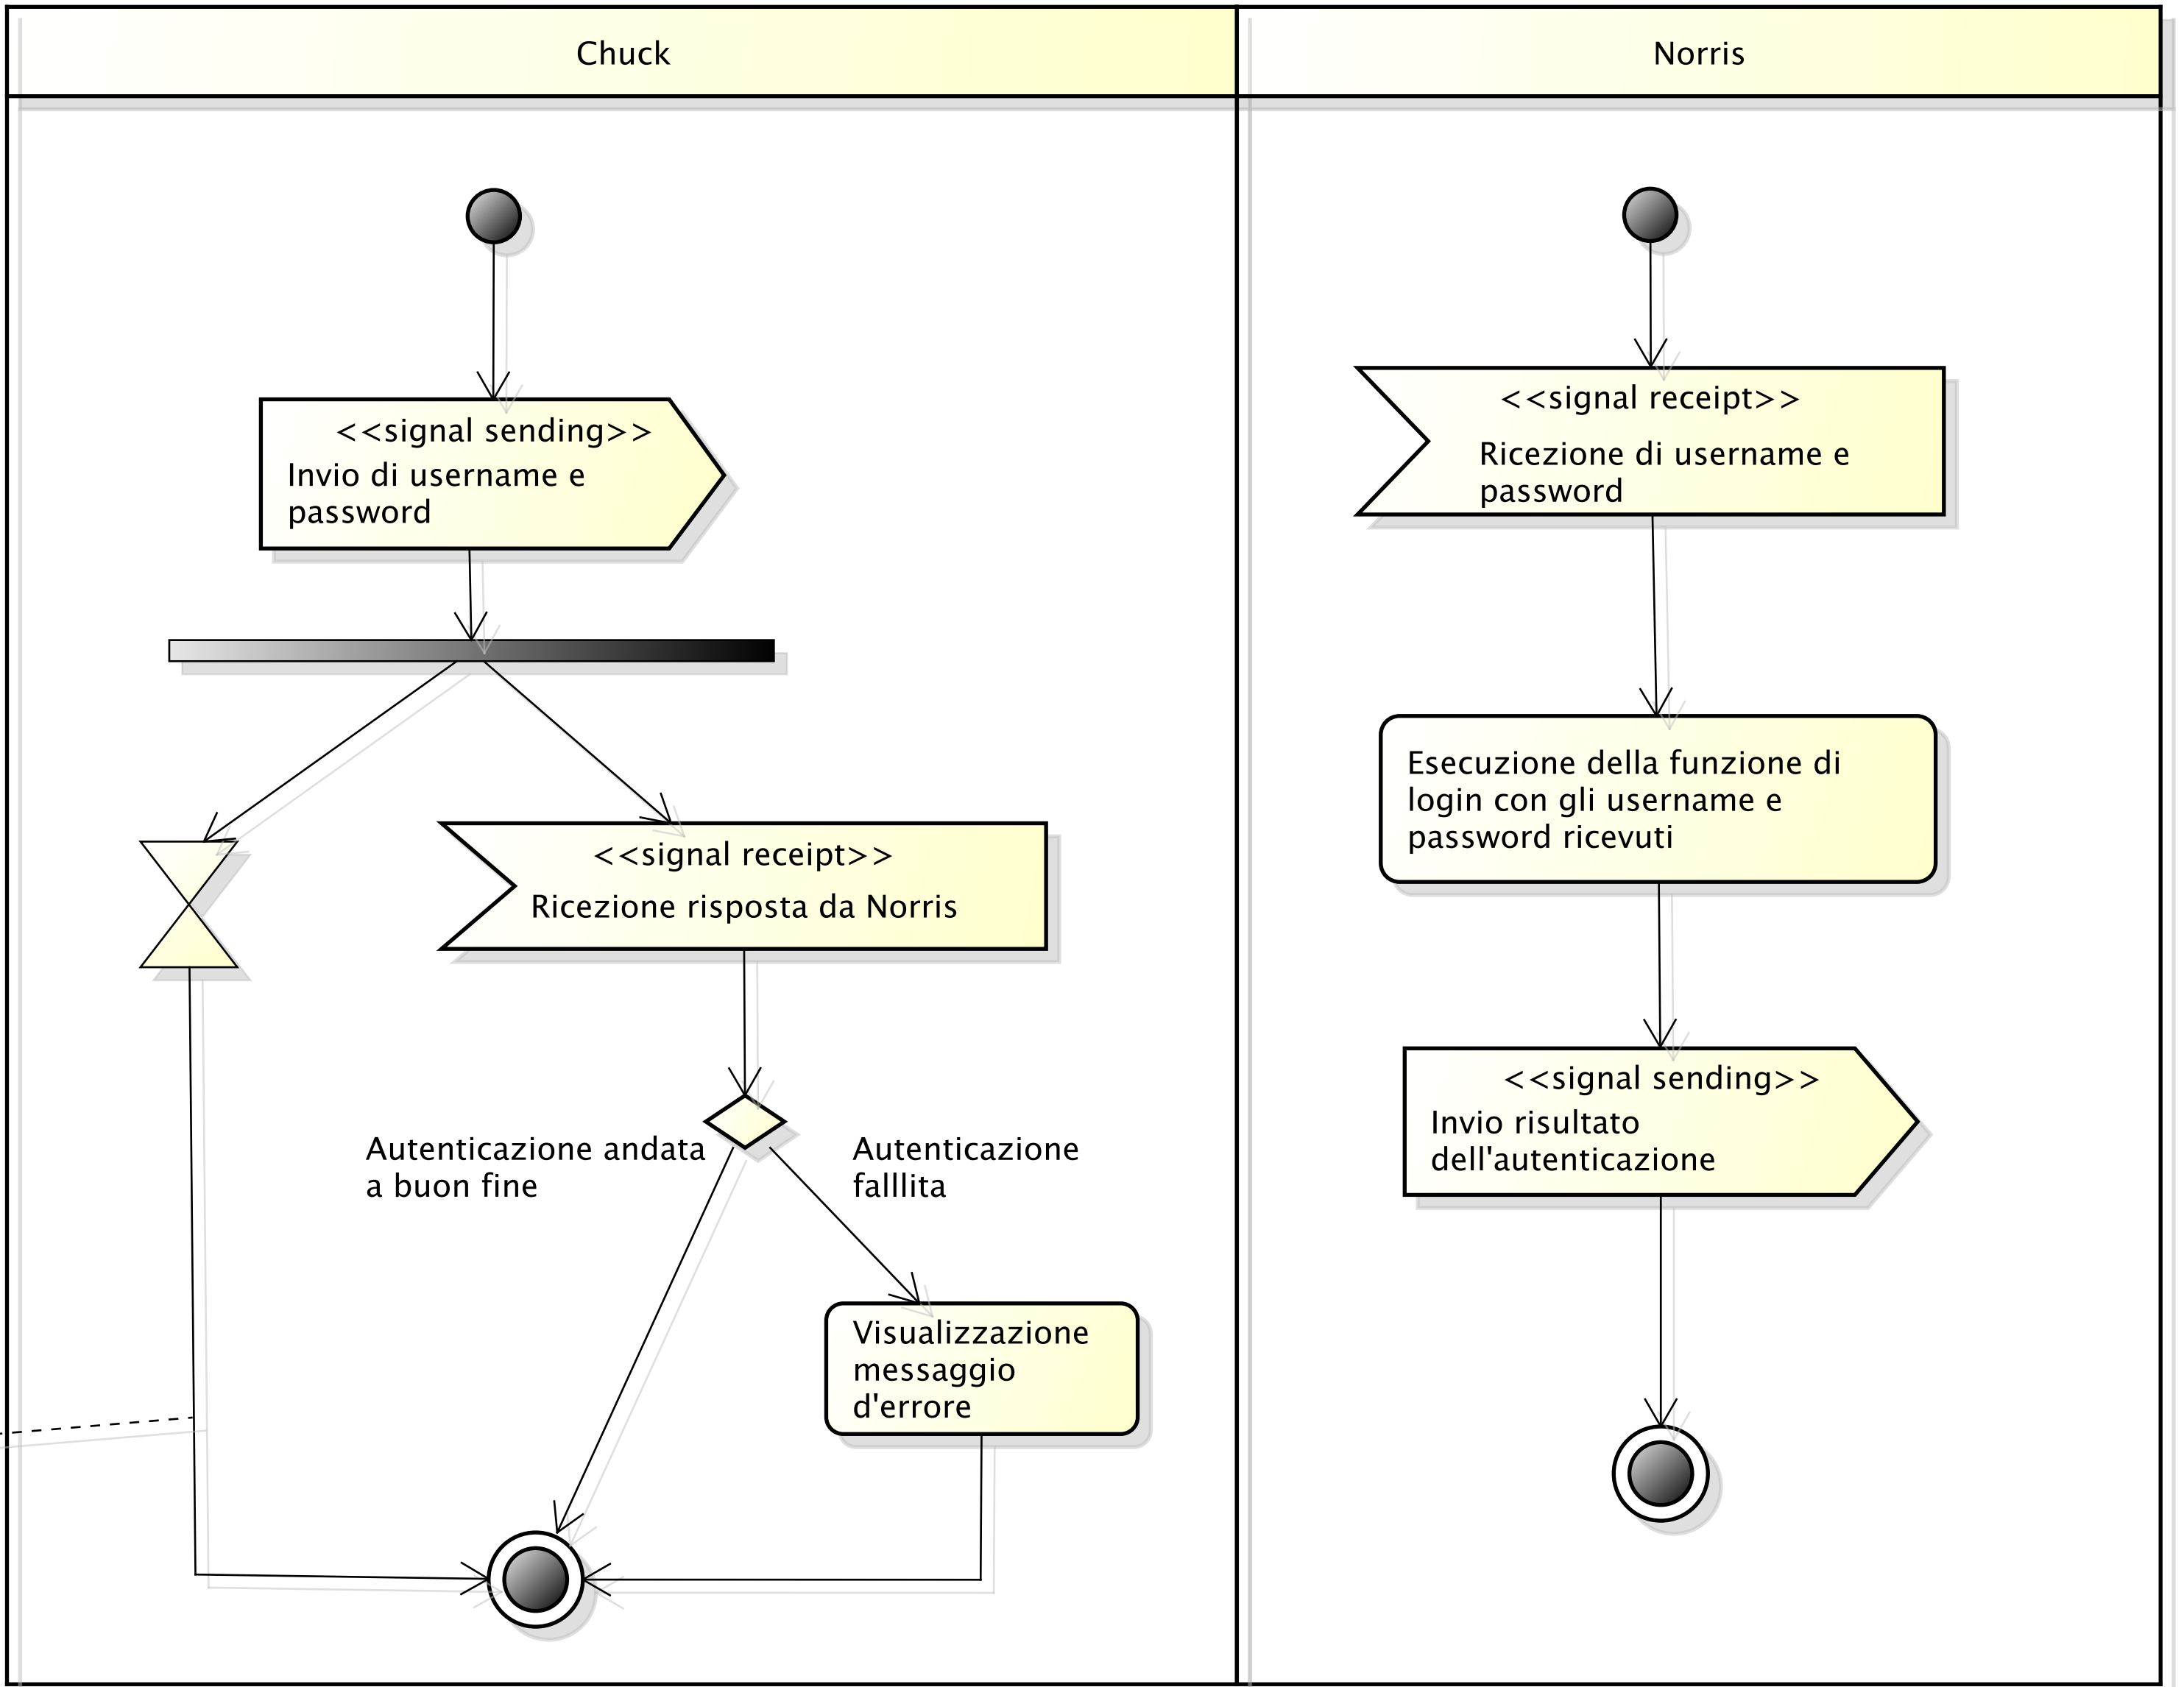 Chuck
Norris
<<signal sending>>
Invio di username e
password
<<signal receipt>>
Ricezione di username e
password
Esecuzione della funzione di
login con gli username e
password ricevuti
<<signal receipt>>
Ricezione risposta da Norris
<<signal sending>>
Invio risultato
dell'autenticazione
Autenticazione andata
a buon fine
Autenticazione
falllita
Visualizzazione
messaggio
d'errore